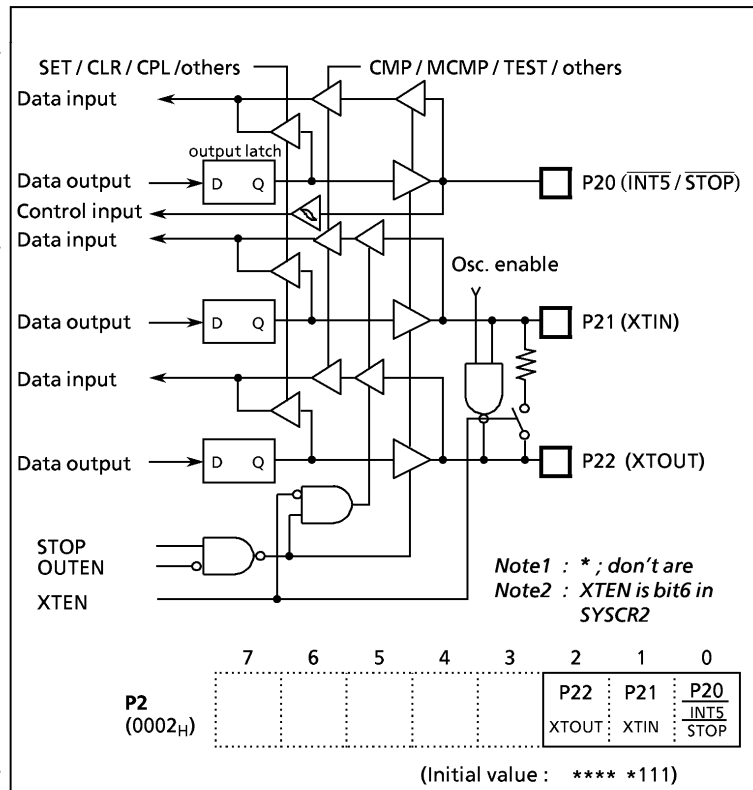 SET / CLR / CPL /others
CMP / MCMP / TEST / others
Data input
output latch
Data output
D Q
P20 (INT5 / STOP)
Control input
Data input
Osc. enable
Data output
D Q
P21 (XTIN)
Data input
Data output
D Q
P22 (XTOUT)
STOP
OUTEN
XTEN
Note1 : * ; don't are
Note2 : XTEN is bit6 in
SYSCR2
7 6 5 4 3 2 1 0
P2
(0002H)
P22 P21 P20
XTOUT XTIN INT5
STOP
(Initial value : **** *111)